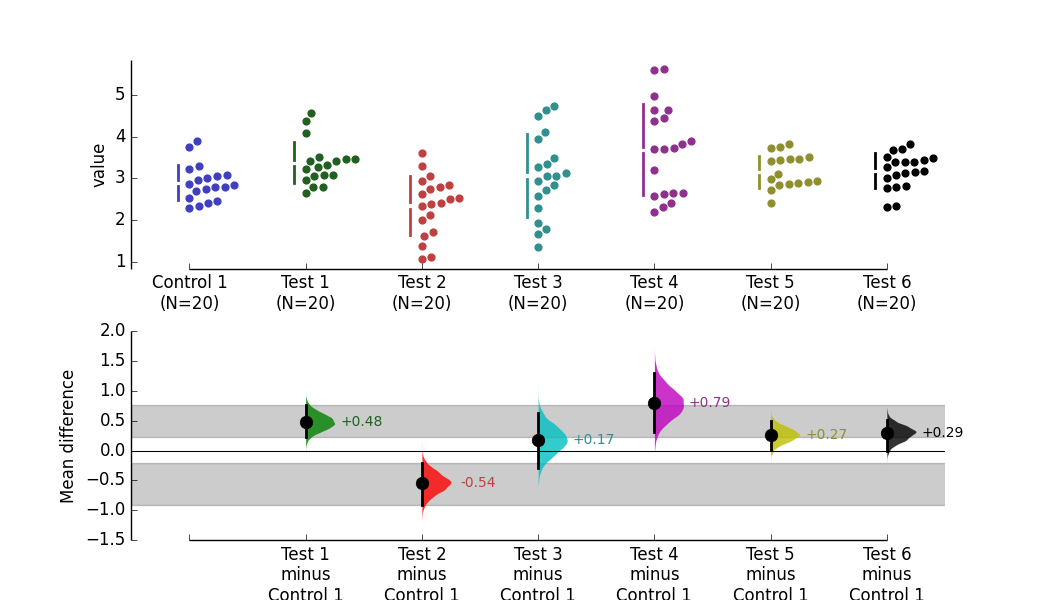 value
5
4
3
2
1
Control 1 Test 1 Test 2 Test 3 Test 4 Test 5 Test 6
(N=20) (N=20) (N=20) (N=20) (N=20) (N=20) (N=20)
Mean difference
2.0
1.5
1.0
0.5
0.0
−0.5
−1.0
−1.5
+0.48
-0.54
+0.17
+0.79
+0.27
+0.29
Test 1 Test 2 Test 3 Test 4 Test 5 Test 6
minus minus minus minus minus minus
Control 1 Control 1 Control 1 Control 1 Control 1 Control 1